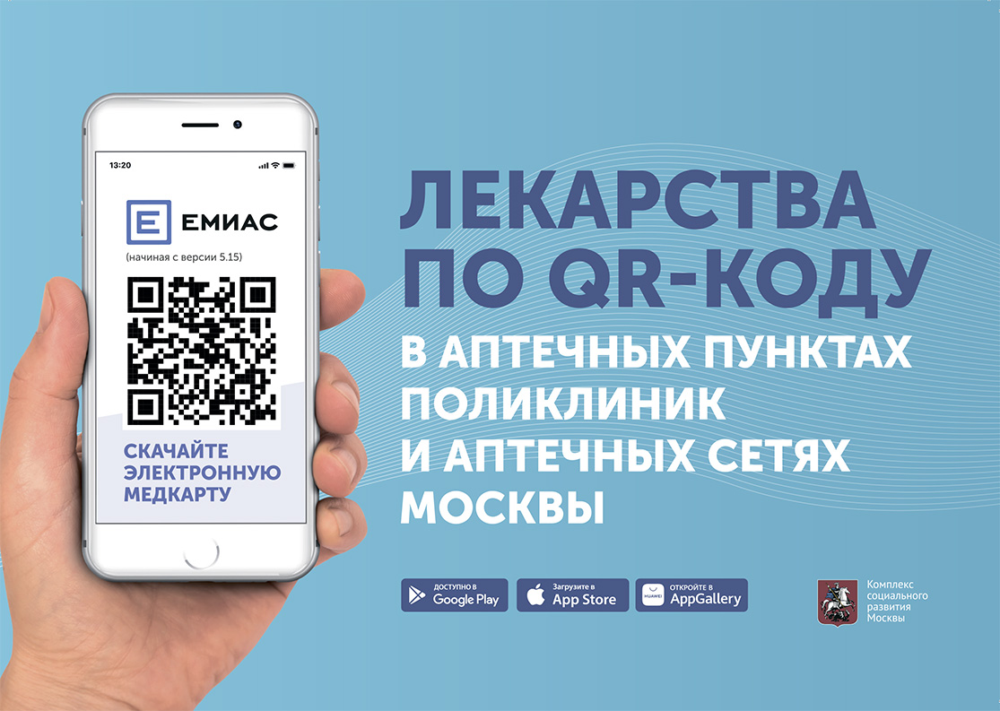 13:20
E ЕМИАС
(начиная с версии 5.15)
СКАЧАЙТЕ
ЭЛЕКТРОННУЮ
МЕДКАРТУ
ЛЕКАРСТВА
ПО QR-КОДУ
В АПТЕЧНЫХ ПУНКТАХ
ПОЛИКЛИНИК
И АПТЕЧНЫХ СЕТЯХ
МОСКВЫ
ДОСТУПНО В
Google Play
Загрузите в
App Store
HUAWEI
ОТКРОЙТЕ В
AppGallery
Комплекс
социального
развития
Москвы